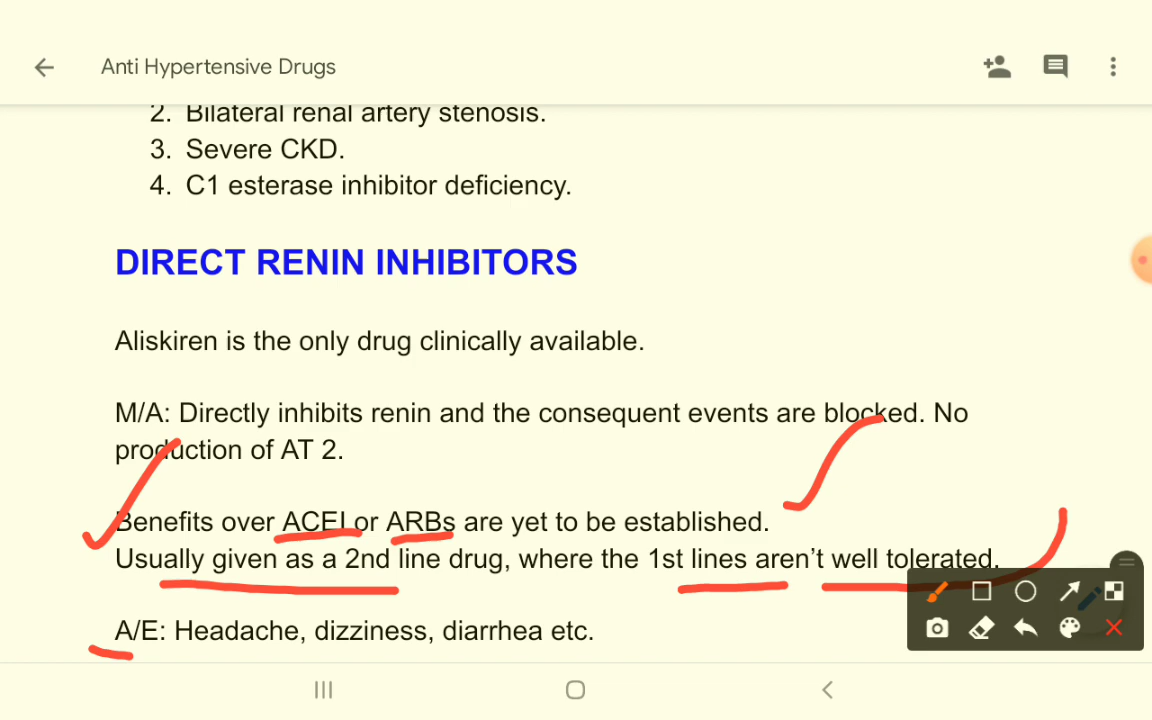 Anti Hypertensive Drugs
2. Bilateral renal artery stenosis.
3. Severe CKD.
4. C1 esterase inhibitor deficiency.
DIRECT RENIN INHIBITORS
Aliskiren is the only drug clinically available.
M/A: Directly inhibits renin and the consequent events are blocked. No
production of AT 2.
Benefits over ACEI or ARBs are yet to be established.
Usually given as a 2nd line drug, where the 1st lines aren’t well tolerated.
A/E: Headache, dizziness, diarrhea etc.